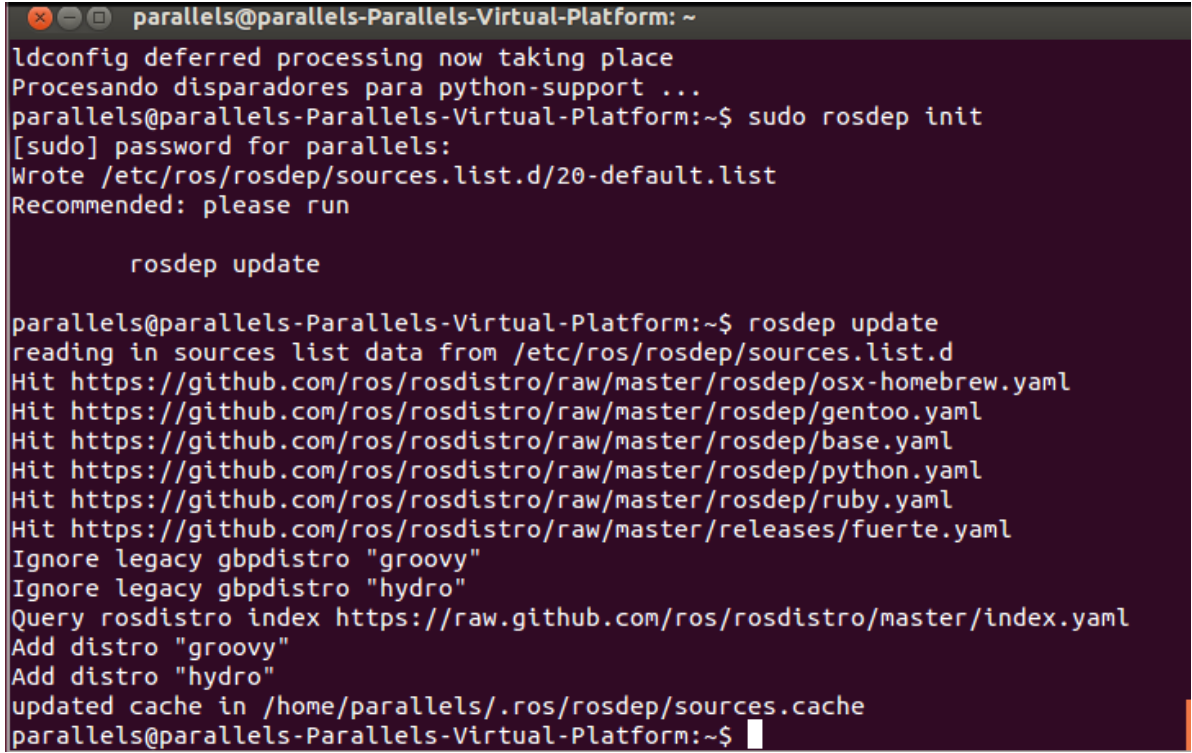 parallels@parallels-Parallels-Virtual-Platform: ~
ldconfig deferred processing now taking place
Procesando disparadores para python-support ...
parallels@parallels-Parallels-Virtual-Platform:~$ sudo rosdep init
[sudo] password for parallels:
Wrote /etc/ros/rosdep/sources.list.d/20-default.list
Recommended: please run
rosdep update
parallels@parallels-Parallels-Virtual-Platform:~$ rosdep update
reading in sources list data from /etc/ros/rosdep/sources.list.d
Hit https://github.com/ros/rosdistro/raw/master/rosdep/osx-homebrew.yaml
Hit https://github.com/ros/rosdistro/raw/master/rosdep/gentoo.yaml
Hit https://github.com/ros/rosdistro/raw/master/rosdep/base.yaml
Hit https://github.com/ros/rosdistro/raw/master/rosdep/python.yaml
Hit https://github.com/ros/rosdistro/raw/master/rosdep/ruby.yaml
Hit https://github.com/ros/rosdistro/raw/master/releases/fuerte.yaml
Ignore legacy gbpdistro "groovy"
Ignore legacy gbpdistro "hydro"
Query rosdistro index https://raw.github.com/ros/rosdistro/master/index.yaml
Add distro "groovy"
Add distro "hydro"
updated cache in /home/parallels/.ros/rosdep/sources.cache
parallels@parallels-Parallels-Virtual-Platform:~$